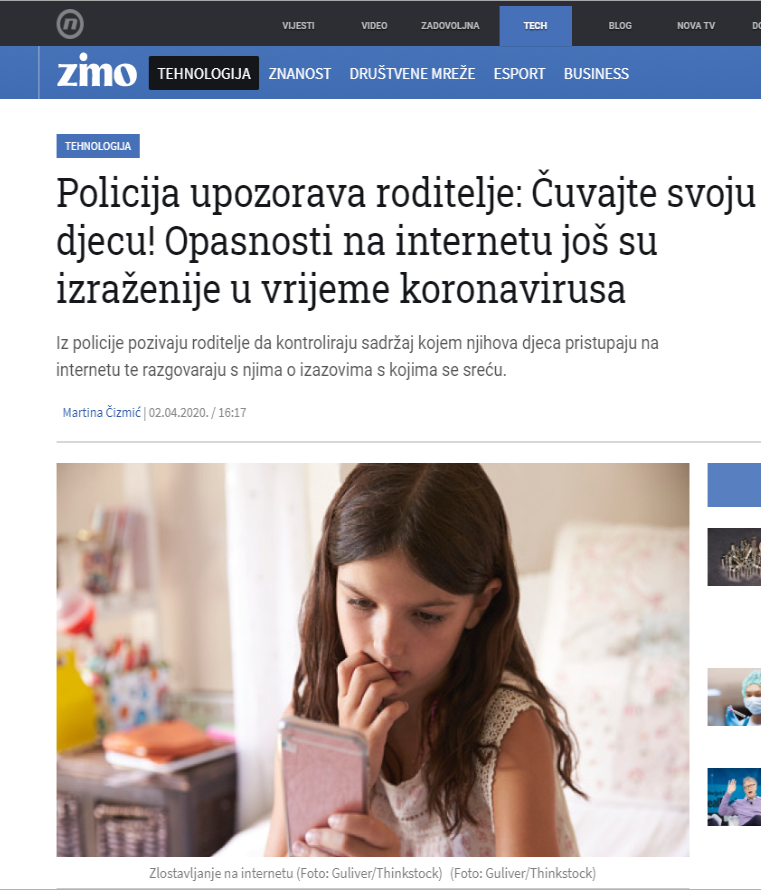 n
VIJESTI VIDEO ZADOVOLJNA TECH BLOG NOVA TV
zimo TEHNOLOGIJA ZNANOST DRUŠTVENE MREŽE ESPORT BUSINESS
TEHNOLOGIJA
Policija upozorava roditelje: Čuvajte svoju
djecu! Opasnosti na internetu još su
izraženije u vrijeme koronavirusa
Iz policije pozivaju roditelje da kontroliraju sadržaj kojem njihova djeca pristupaju na
internetu te razgovaraju s njima o izazovima s kojima se sreću.
Martina Čizmić | 02.04.2020. / 16:17
Zlostavljanje na internetu (Foto: Guliver/Thinkstock) (Foto: Guliver/Thinkstock)